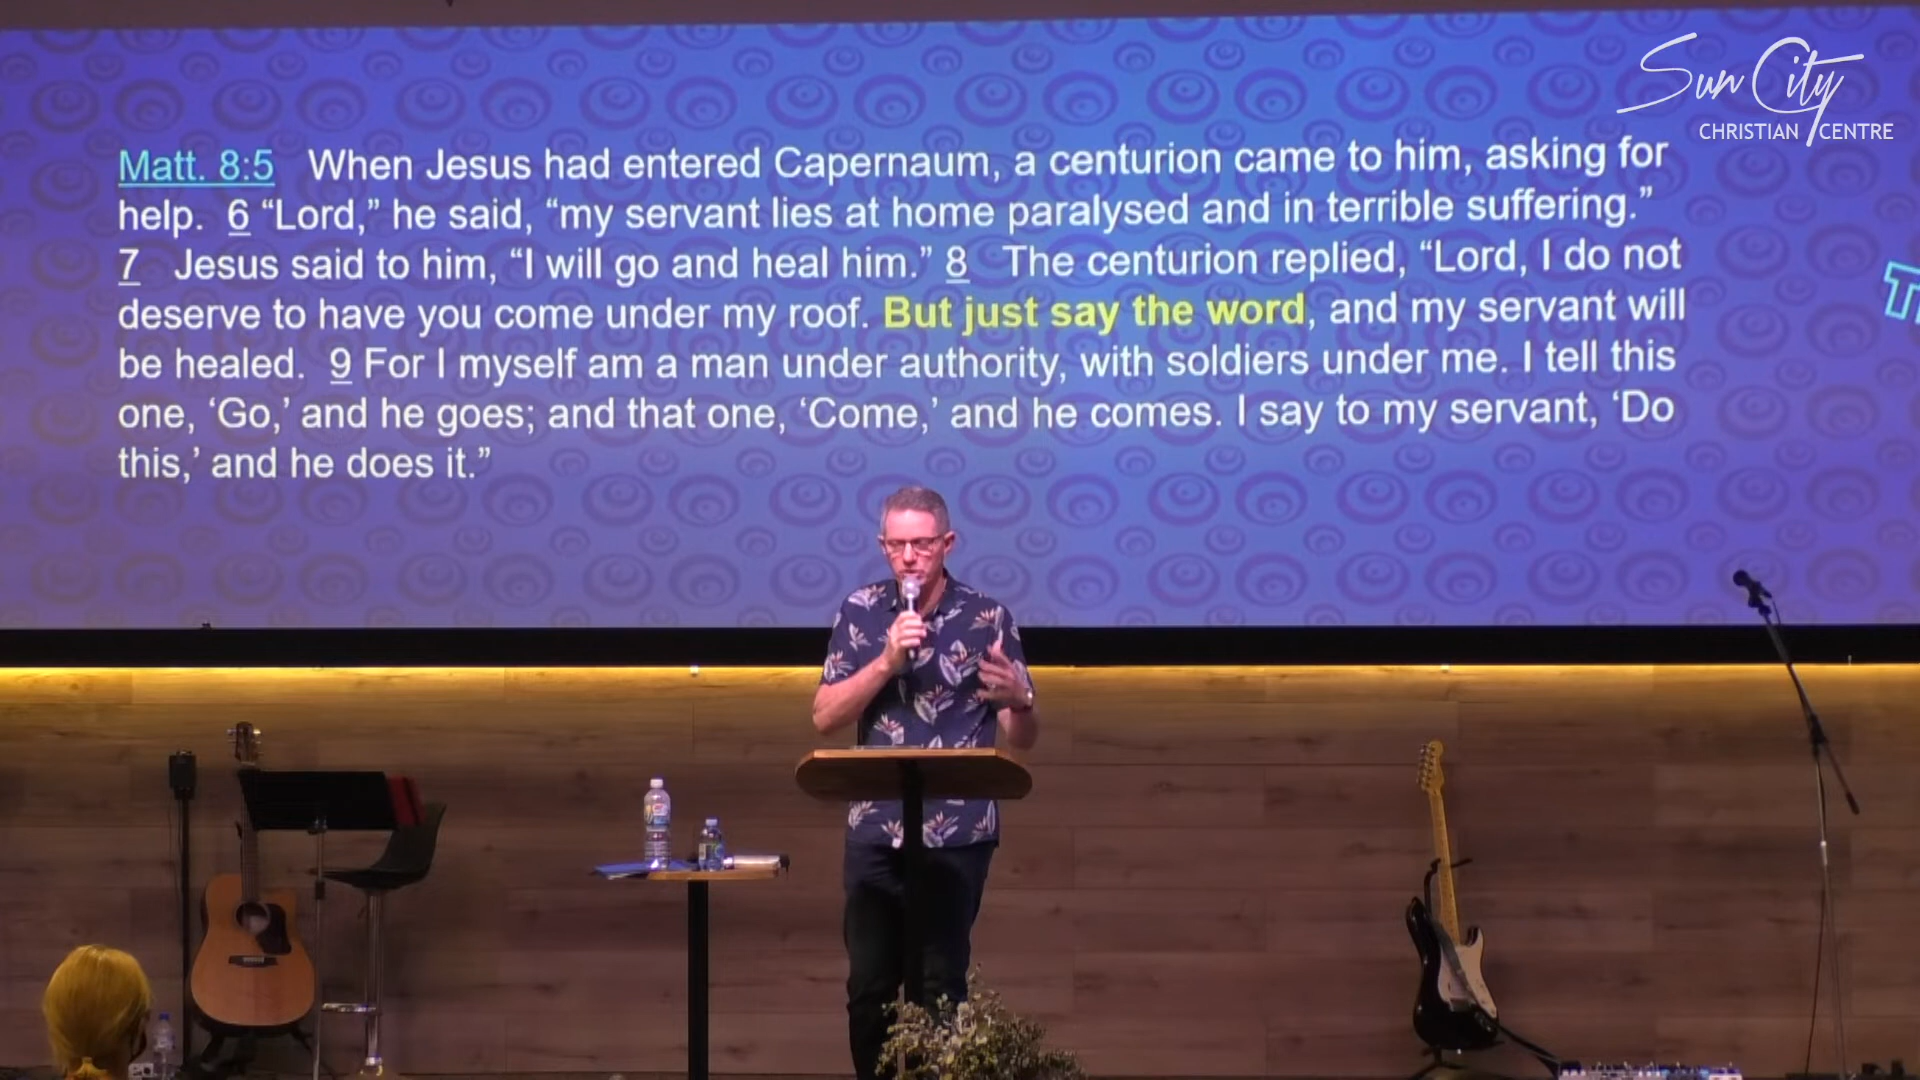 Sun City
CHRISTIAN CENTRE
Matt. 8:5 When Jesus had entered Capernaum, a centurion came to him, asking for
help. 6 “Lord,” he said, “my servant lies at home paralysed and in terrible suffering.”
7 Jesus said to him, “I will go and heal him.” 8 The centurion replied, “Lord, I do not
deserve to have you come under my roof. But just say the word, and my servant will
be healed. 9 For I myself am a man under authority, with soldiers under me. I tell this
one, ‘Go,’ and he goes; and that one, ‘Come,’ and he comes. I say to my servant, ‘Do
this,’ and he does it.”